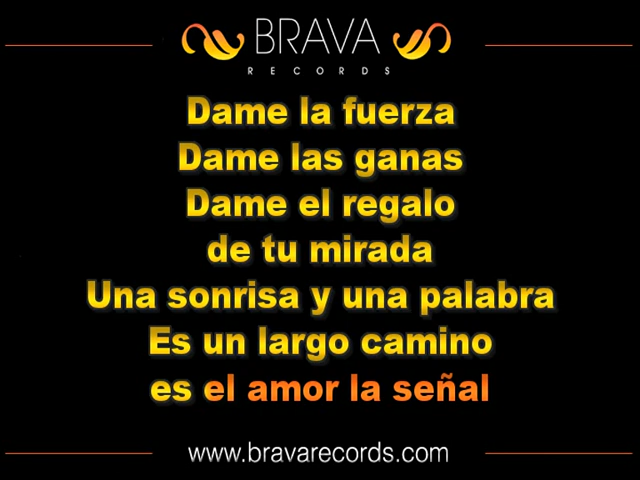 BRAVA
RECORDS
Dame la fuerza
Dame las ganas
Dame el regalo
de tu mirada
Una sonrisa y una palabra
Es un largo camino
es el amor la señal
www.bravarecords.com